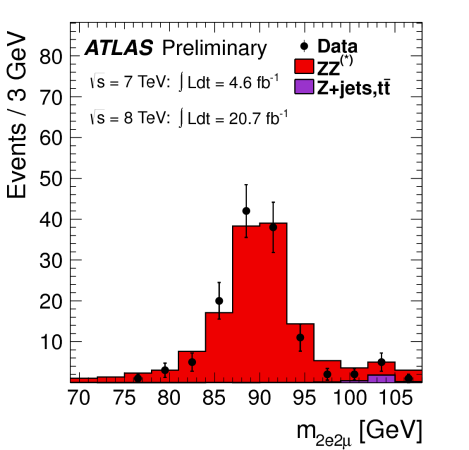 ATLAS Preliminary
√s = 7 TeV: ∫ Ldt = 4.6 fb⁻¹
√s = 8 TeV: ∫ Ldt = 20.7 fb⁻¹
Data
ZZ⁽*⁾
Z+jets,tt̄
Events / 3 GeV
80
70
60
50
40
30
20
10
70 75 80 85 90 95 100 105
m₂ₑ₂μ [GeV]